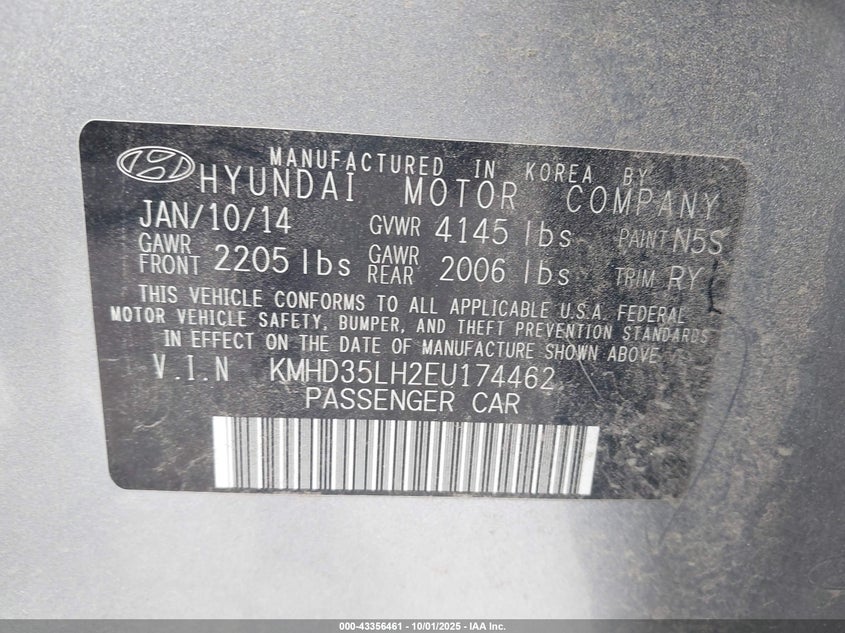 MANUFACTURED IN KOREA BY
HYUNDAI MOTOR COMPANY
JAN/10/14 GVWR 4145 lbs PAINT N5S
GAWR FRONT 2205 lbs GAWR REAR 2006 lbs TRIM RY
THIS VEHICLE CONFORMS TO ALL APPLICABLE U.S.A. FEDERAL
MOTOR VEHICLE SAFETY, BUMPER, AND THEFT PREVENTION STANDARDS
IN EFFECT ON THE DATE OF MANUFACTURE SHOWN ABOVE
V.I.N KMHD35LH2EU174462
PASSENGER CAR
000-43356461 - 10/01/2025 - IAA Inc.